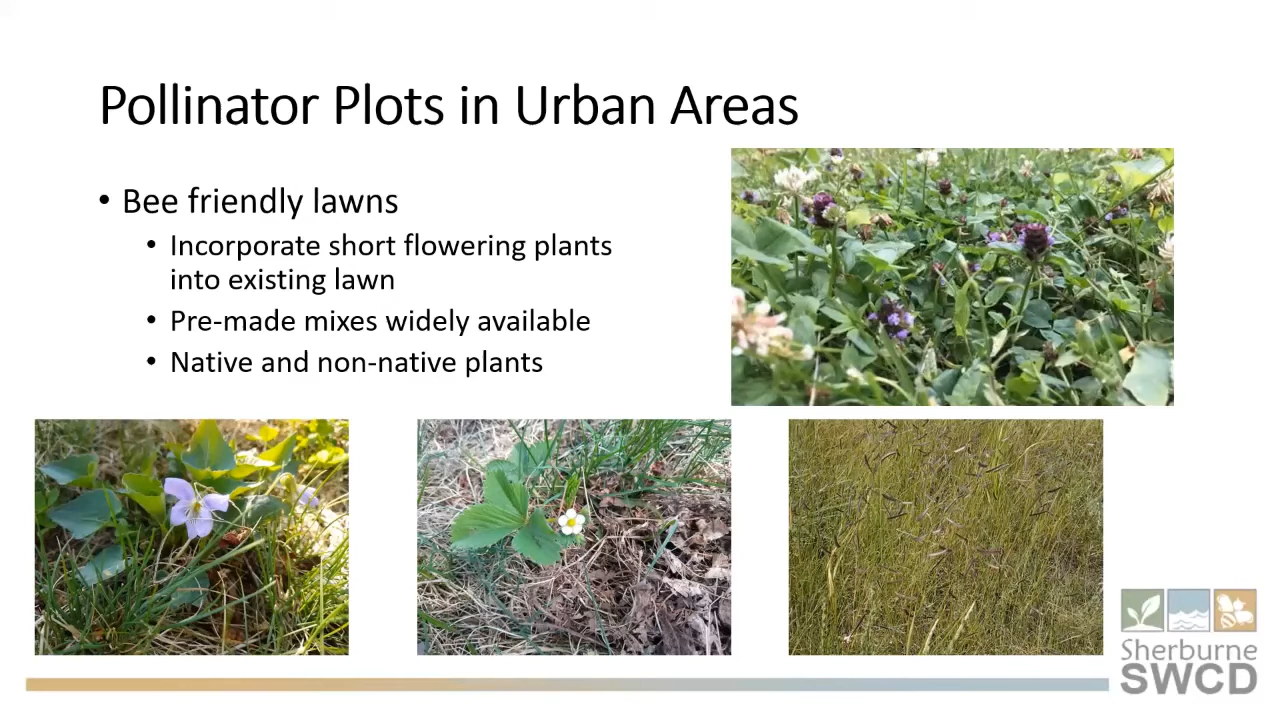 Pollinator Plots in Urban Areas
• Bee friendly lawns
• Incorporate short flowering plants
into existing lawn
• Pre-made mixes widely available
• Native and non-native plants
Sherburne
SWCD